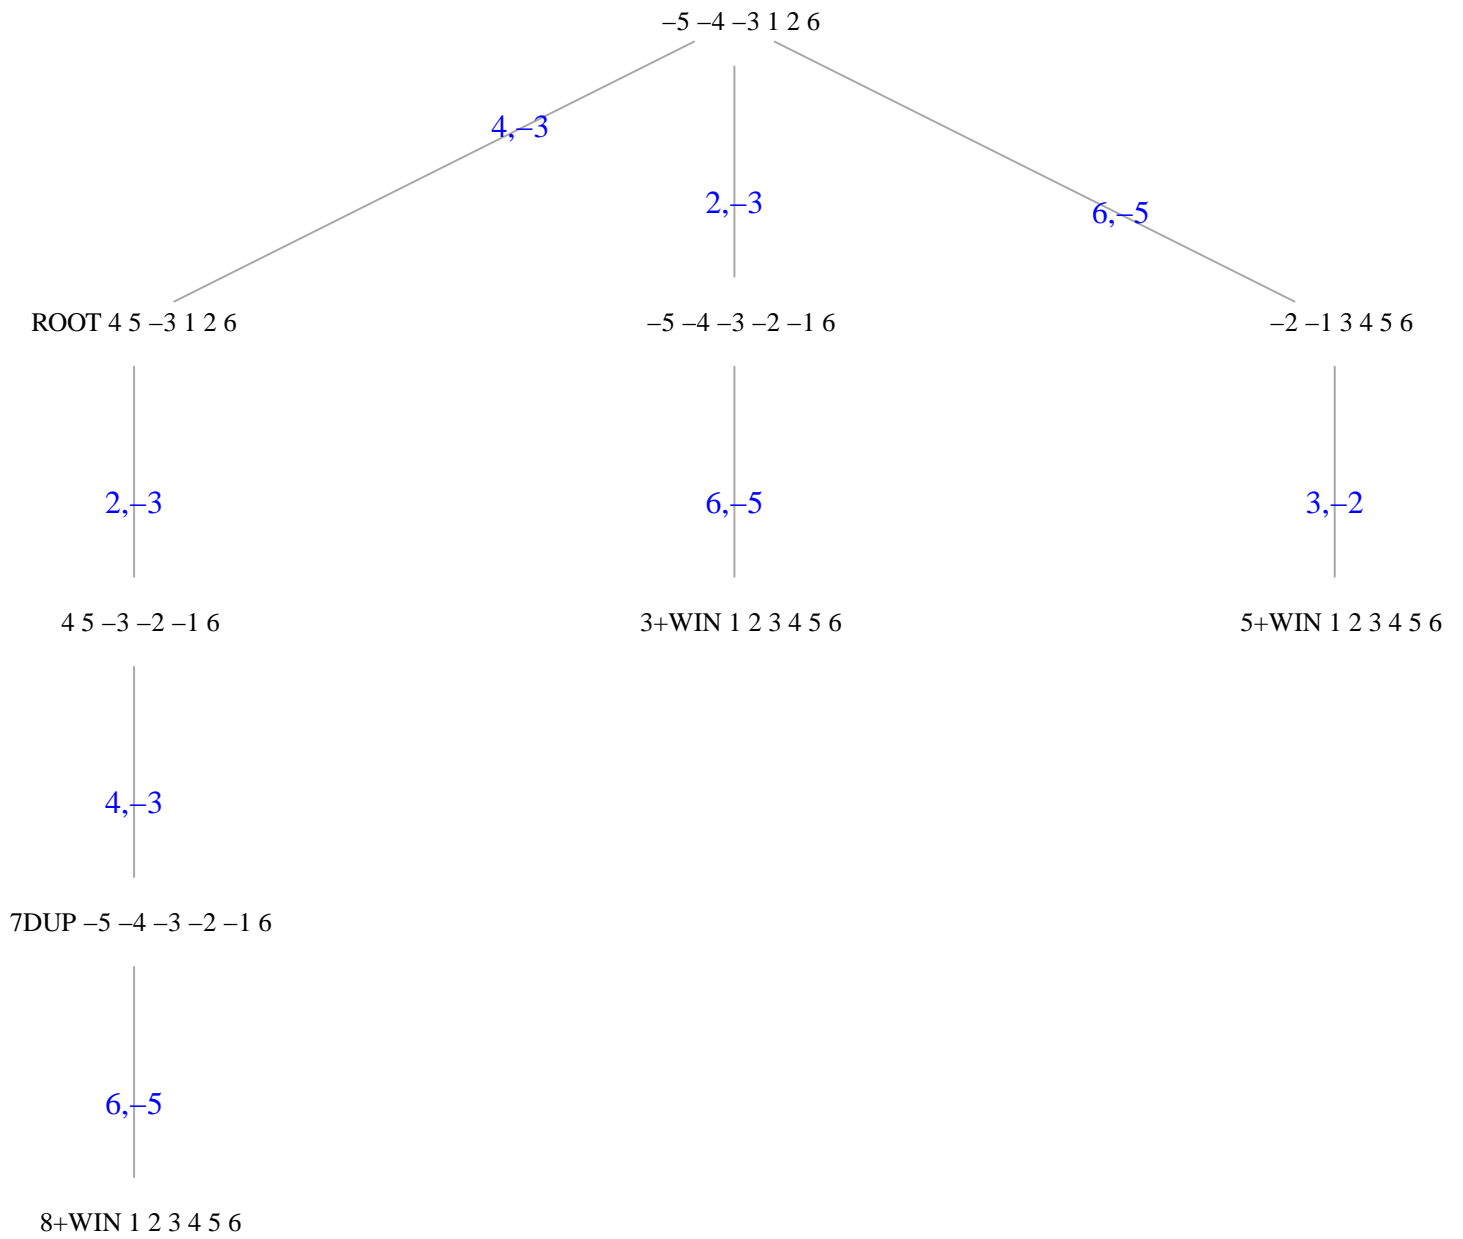 –5 –4 –3 1 2 6
4,–3
2,–3
6,–5
ROOT 4 5 –3 1 2 6
–5 –4 –3 –2 –1 6
–2 –1 3 4 5 6
2,–3
6,–5
3,–2
4 5 –3 –2 –1 6
3+WIN 1 2 3 4 5 6
5+WIN 1 2 3 4 5 6
4,–3
7DUP –5 –4 –3 –2 –1 6
6,–5
8+WIN 1 2 3 4 5 6